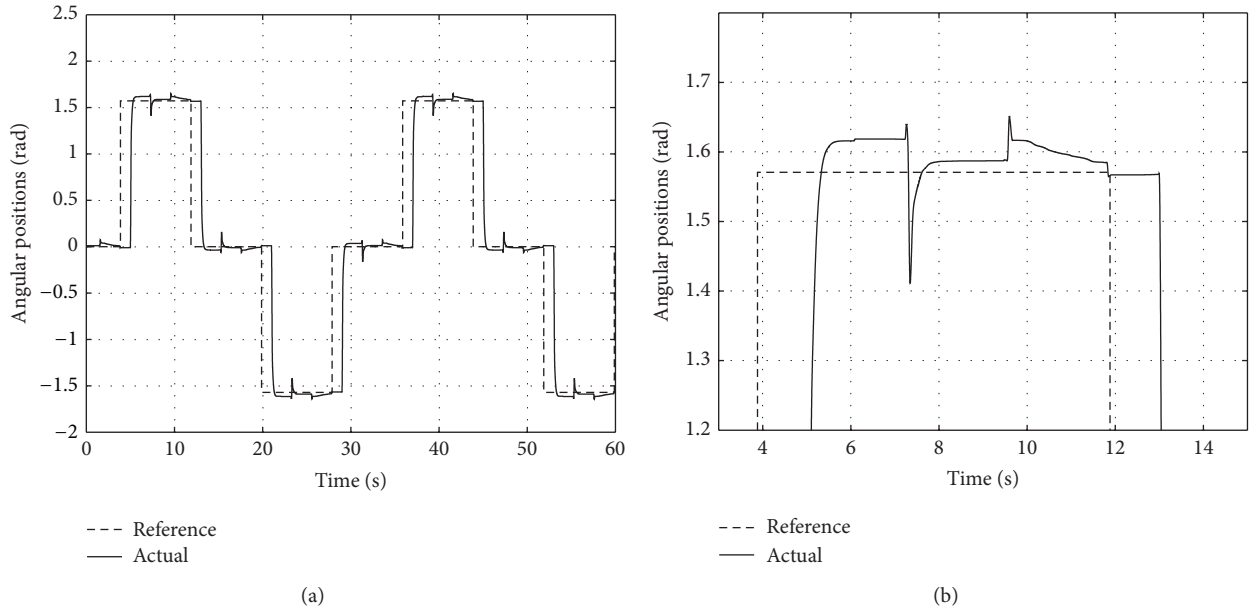 2.5
2
1.5
1
0.5
0
−0.5
−1
−1.5
−2
Angular positions (rad)
0 10 20 30 40 50 60
Time (s)
Reference
Actual
(a)
1.7
1.6
1.5
1.4
1.3
1.2
Angular positions (rad)
4 6 8 10 12 14
Time (s)
Reference
Actual
(b)